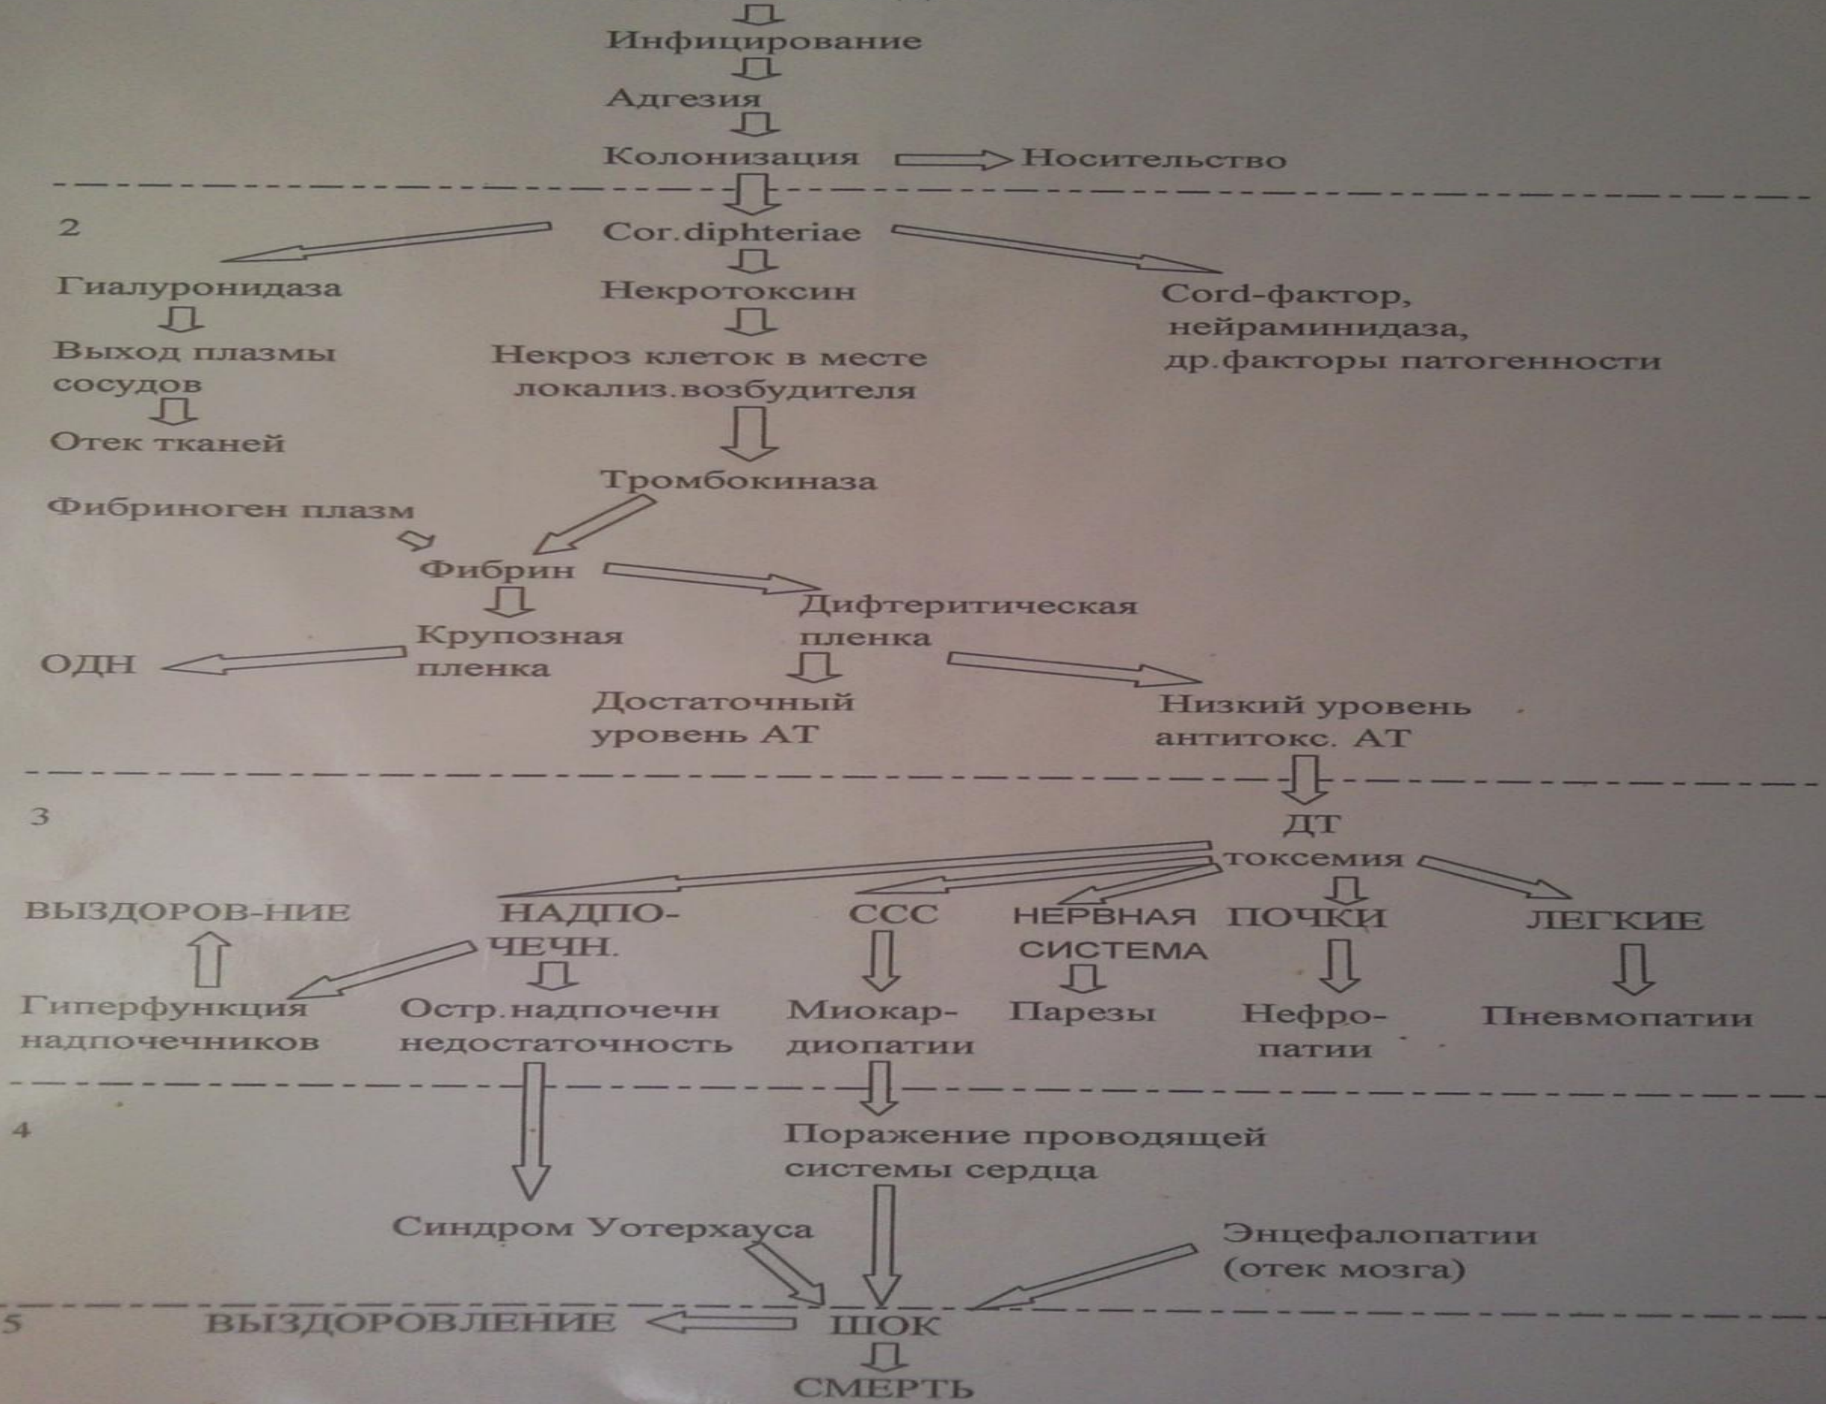 Инфицирование
Адгезия
Колонизация
Носительство
2
Cor.diphteriae
Гиалуронидаза
Некротоксин
Cord-фактор,
нейраминидаза,
др.факторы патогенности
Выход плазмы
сосудов
Некроз клеток в месте
локализ.возбудителя
Отек тканей
Тромбокиназа
Фибриноген плазм
Фибрин
Дифтеритическая
пленка
Крупозная
пленка
ОДН
Достаточный
уровень АТ
Низкий уровень
антитокс. АТ
3
ДТ
токсемия
ВЫЗДОРОВ-НИЕ
НАДПО-
ЧЕЧН.
ССС
НЕРВНАЯ
СИСТЕМА
ПОЧКИ
ЛЕГКИЕ
Гиперфункция
надпочечников
Остр.надпочечн
недостаточность
Миокар-
диопатии
Парезы
Нефро-
патии
Пневмопатии
4
Поражение проводящей
системы сердца
Синдром Уотерхауса
Энцефалопатии
(отек мозга)
5
ВЫЗДОРОВЛЕНИЕ
ШОК
СМЕРТЬ